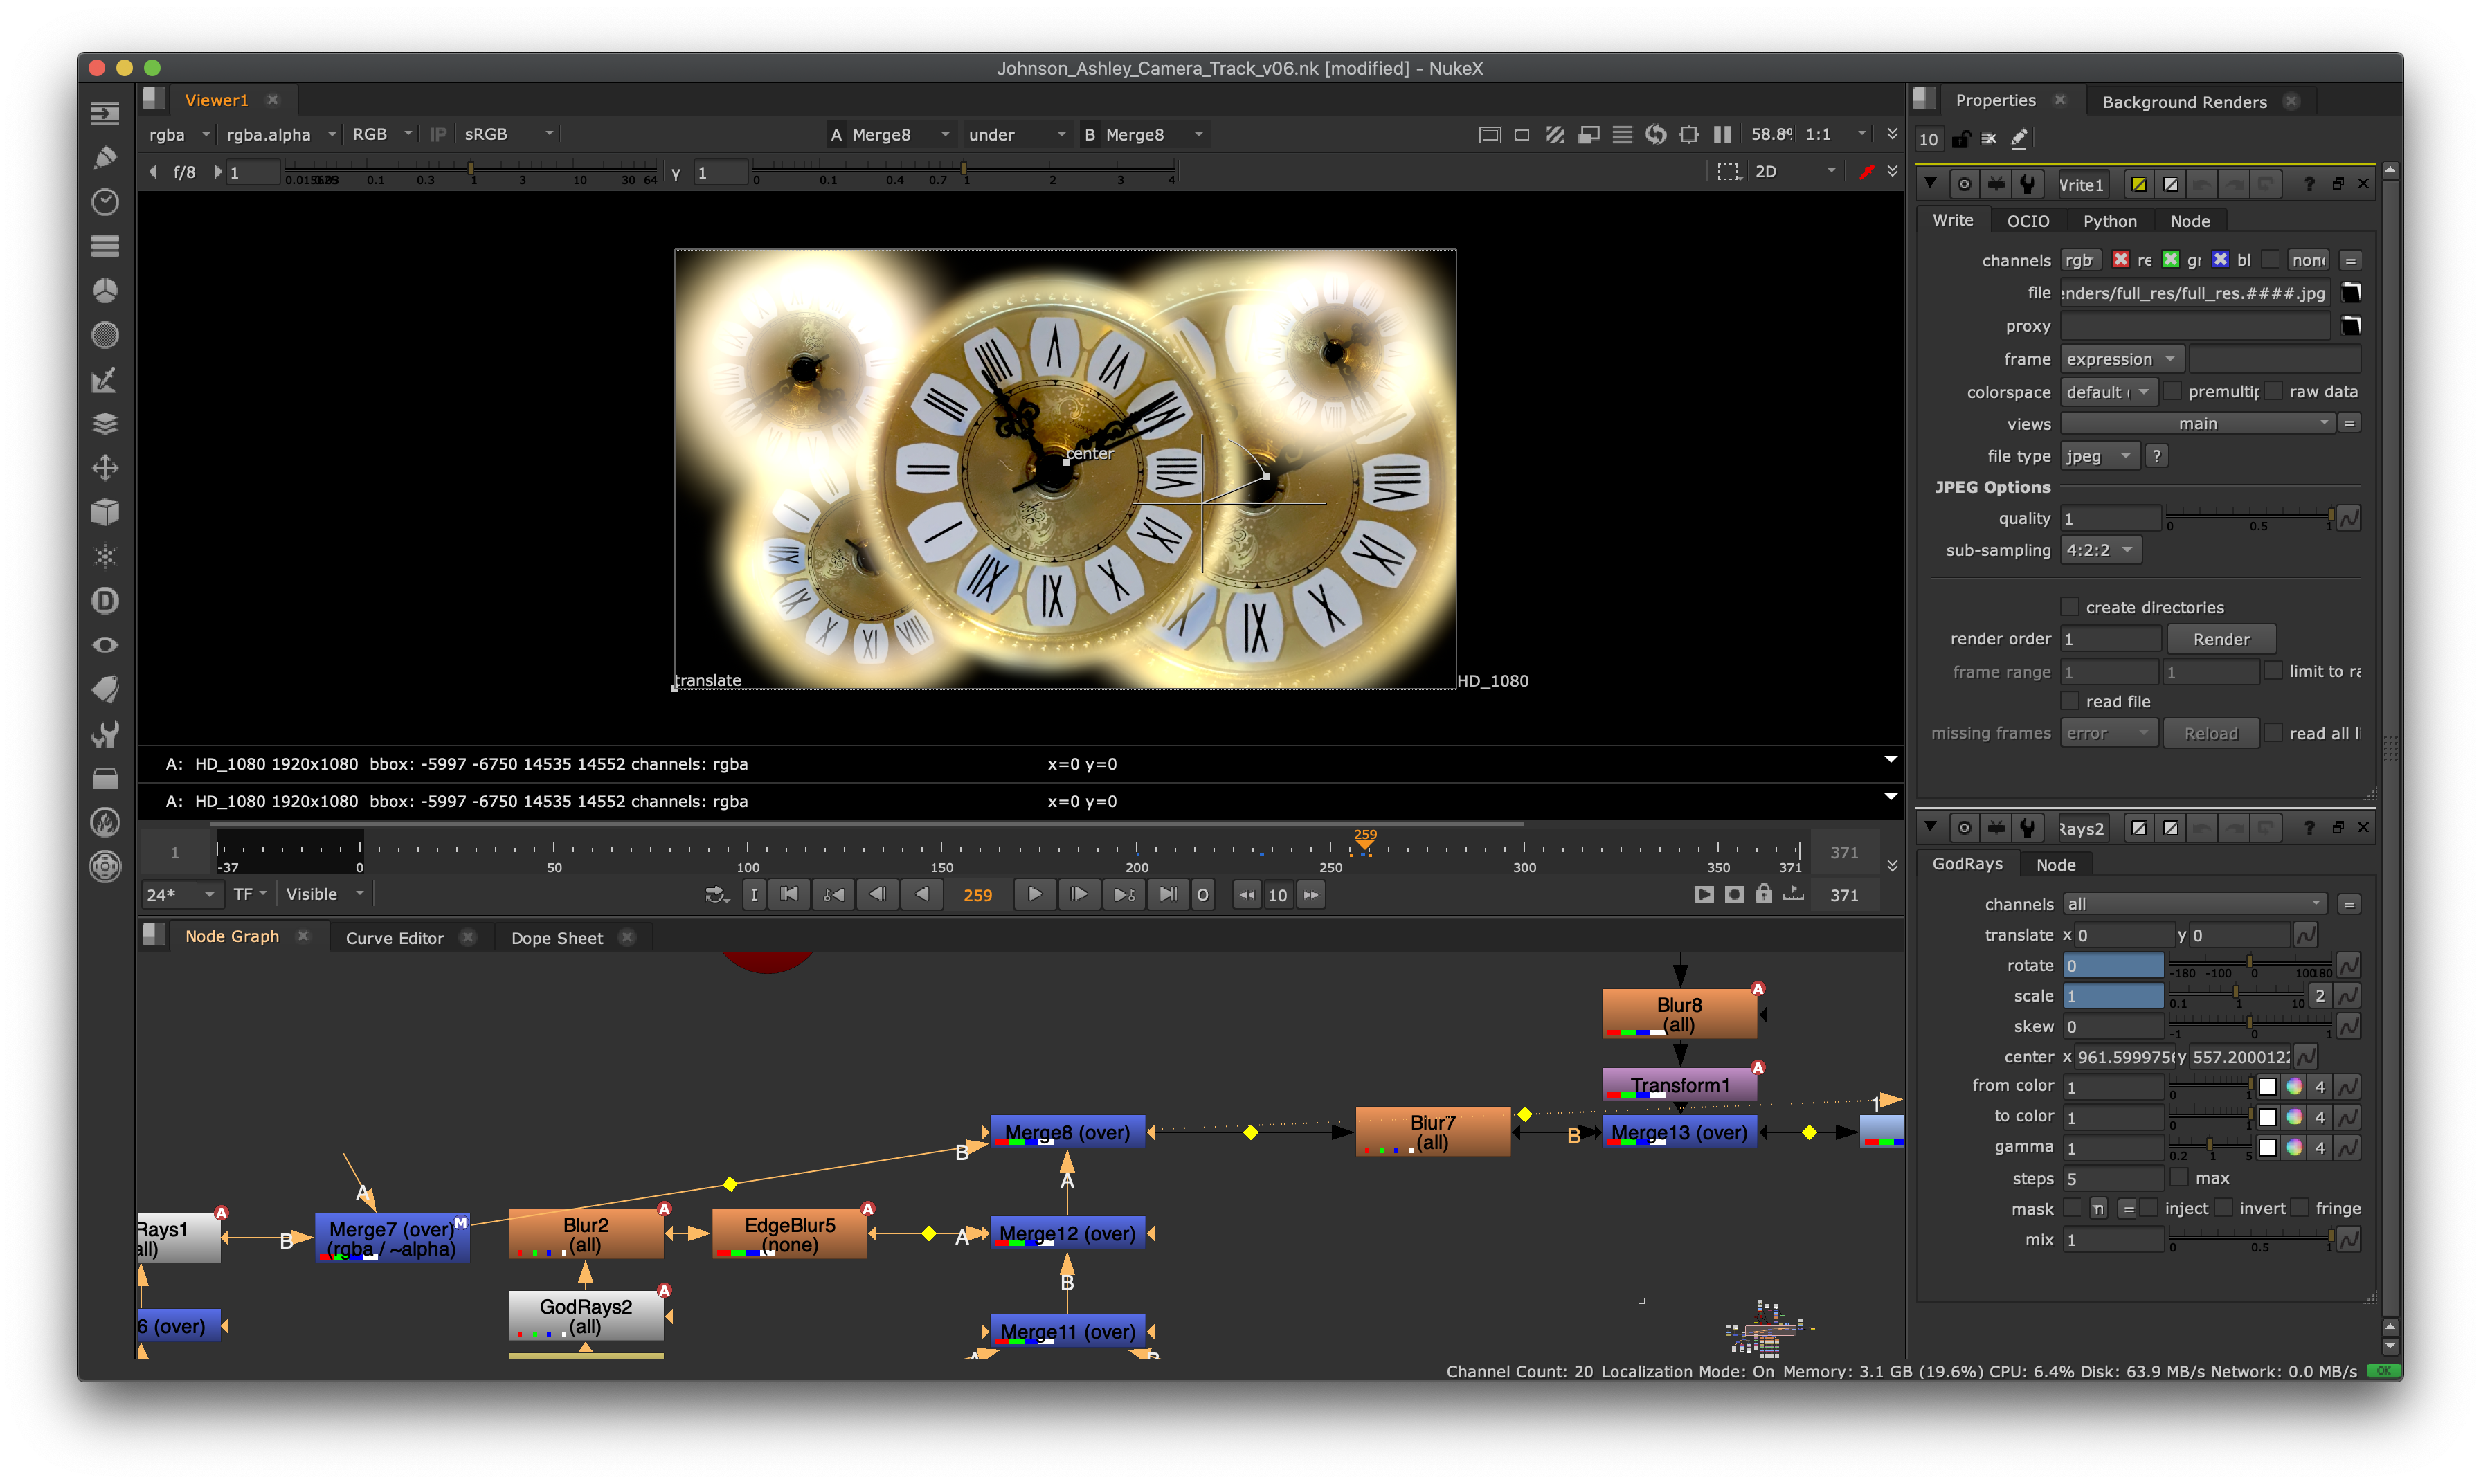 Johnson_Ashley_Camera_Track_v06.nk [modified] - NukeX
Viewer1
rgba rgba.alpha RGB IP sRGB A Merge8 under B Merge8 58.8% 1:1
f/8 1 0.1 0.3 1 3 10 30 64 γ 1 0 0.1 0.4 0.7 1 2 3 4 2D
center
translate
HD_1080
A: HD_1080 1920x1080 bbox: -5997 -6750 14535 14552 channels: rgba x=0 y=0
A: HD_1080 1920x1080 bbox: -5997 -6750 14535 14552 channels: rgba x=0 y=0
259
1 -37 0 50 100 150 200 250 300 350 371 371
24* TF Visible I 259 O 10 371
Node Graph Curve Editor Dope Sheet
Blur8
(all)
A
Transform1
A
1
Merge8 (over)
Blur7
(all)
B
Merge13 (over)
B
A
A
Rays1
all)
A
B
Merge7 (over)
(rgba / ~alpha)
M
Blur2
(all)
A
EdgeBlur5
(none)
A
A
Merge12 (over)
B
GodRays2
(all)
A
6 (over)
Merge11 (over)
A
B
Properties Background Renders
10
Write1 ?
Write OCIO Python Node
channels rgb re gr bl none =
file enders/full_res/full_res.####.jpg
proxy
frame expression
colorspace default ( premultip raw data
views main =
file type jpeg ?
JPEG Options
quality 1 0 0.5 1
sub-sampling 4:2:2
create directories
render order 1 Render
frame range 1 1 limit to ra
read file
missing frames error Reload read all li
Rays2 ?
GodRays Node
channels all =
translate x 0 y 0
rotate 0 -180 -100 0 100 180
scale 1 0.1 1 10 2
skew 0 -1 0 1
center x 961.5999756 y 557.2000122
from color 1 0 1 4
to color 1 0 1 4
gamma 1 0.2 1 5 4
steps 5 max
mask = inject invert fringe
mix 1 0 0.5 1
Channel Count: 20 Localization Mode: On Memory: 3.1 GB (19.6%) CPU: 6.4% Disk: 63.9 MB/s Network: 0.0 MB/s OK